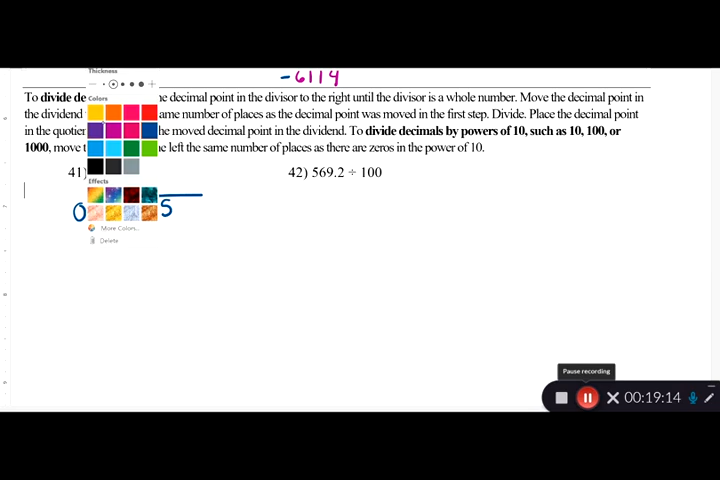 Thickness
-6114
To divide de
Colors
he decimal point in the divisor to the right until the divisor is a whole number. Move the decimal point in
the dividend
ame number of places as the decimal point was moved in the first step. Divide. Place the decimal point
in the quotien
he moved decimal point in the dividend. To divide decimals by powers of 10, such as 10, 100, or
1000, move t
e left the same number of places as there are zeros in the power of 10.
41)
42) 569.2 ÷ 100
Effects
0
5
More Colors...
Delete
Pause recording
00:19:14